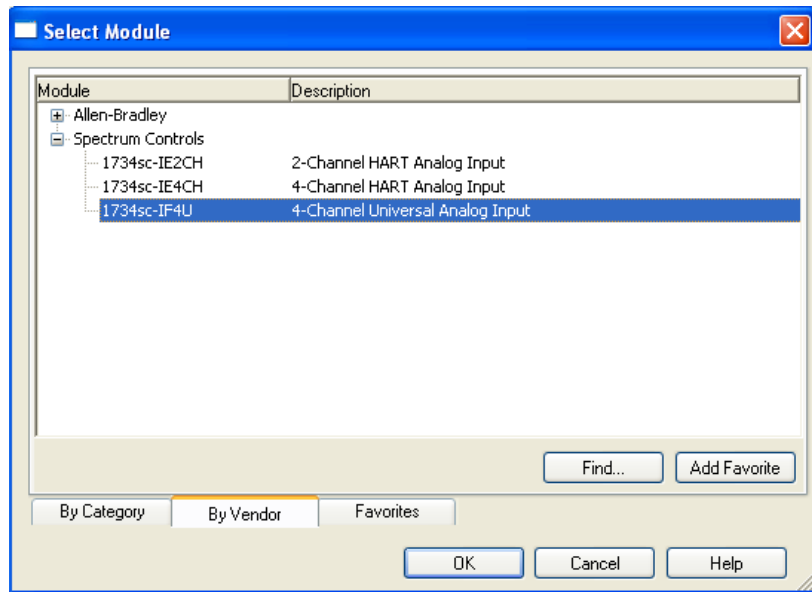 Select Module
Module Description
Allen-Bradley
Spectrum Controls
1734sc-IE2CH 2-Channel HART Analog Input
1734sc-IE4CH 4-Channel HART Analog Input
1734sc-IF4U 4-Channel Universal Analog Input
Find... Add Favorite
By Category By Vendor Favorites
OK Cancel Help